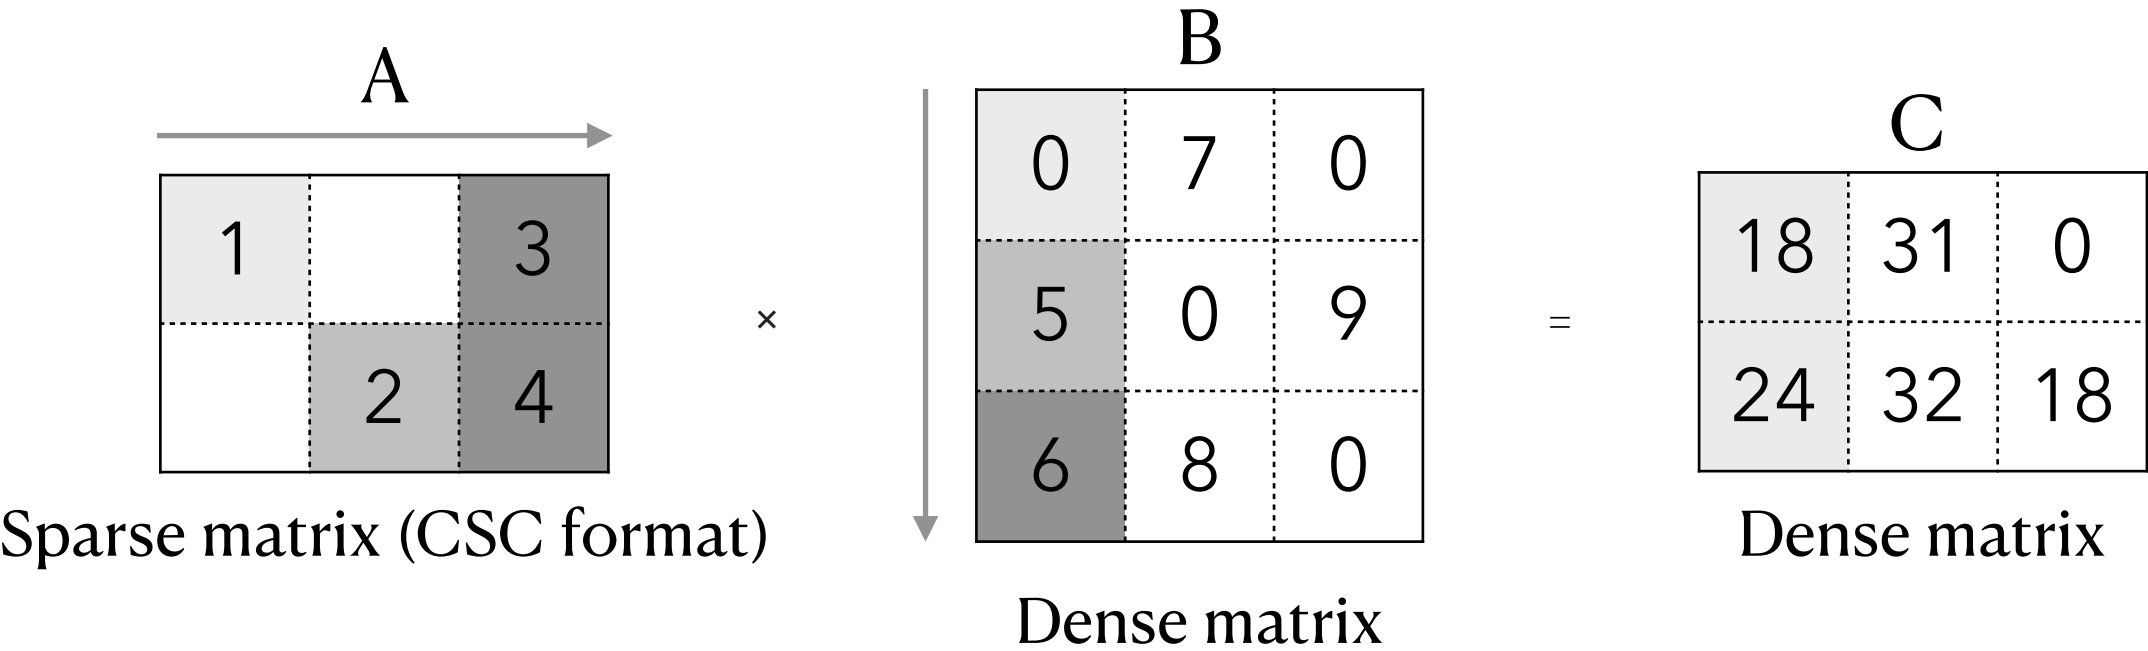 A
1 3
2 4
Sparse matrix (CSC format)
×
B
0 7 0
5 0 9
6 8 0
Dense matrix
=
C
18 31 0
24 32 18
Dense matrix